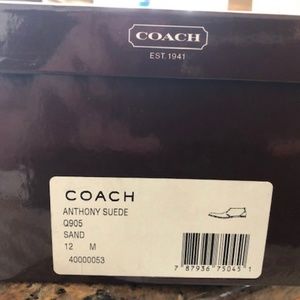 COACH
EST. 1941
COACH
ANTHONY SUEDE
Q905
SAND
12 M
40000053
7 87936 75045 1